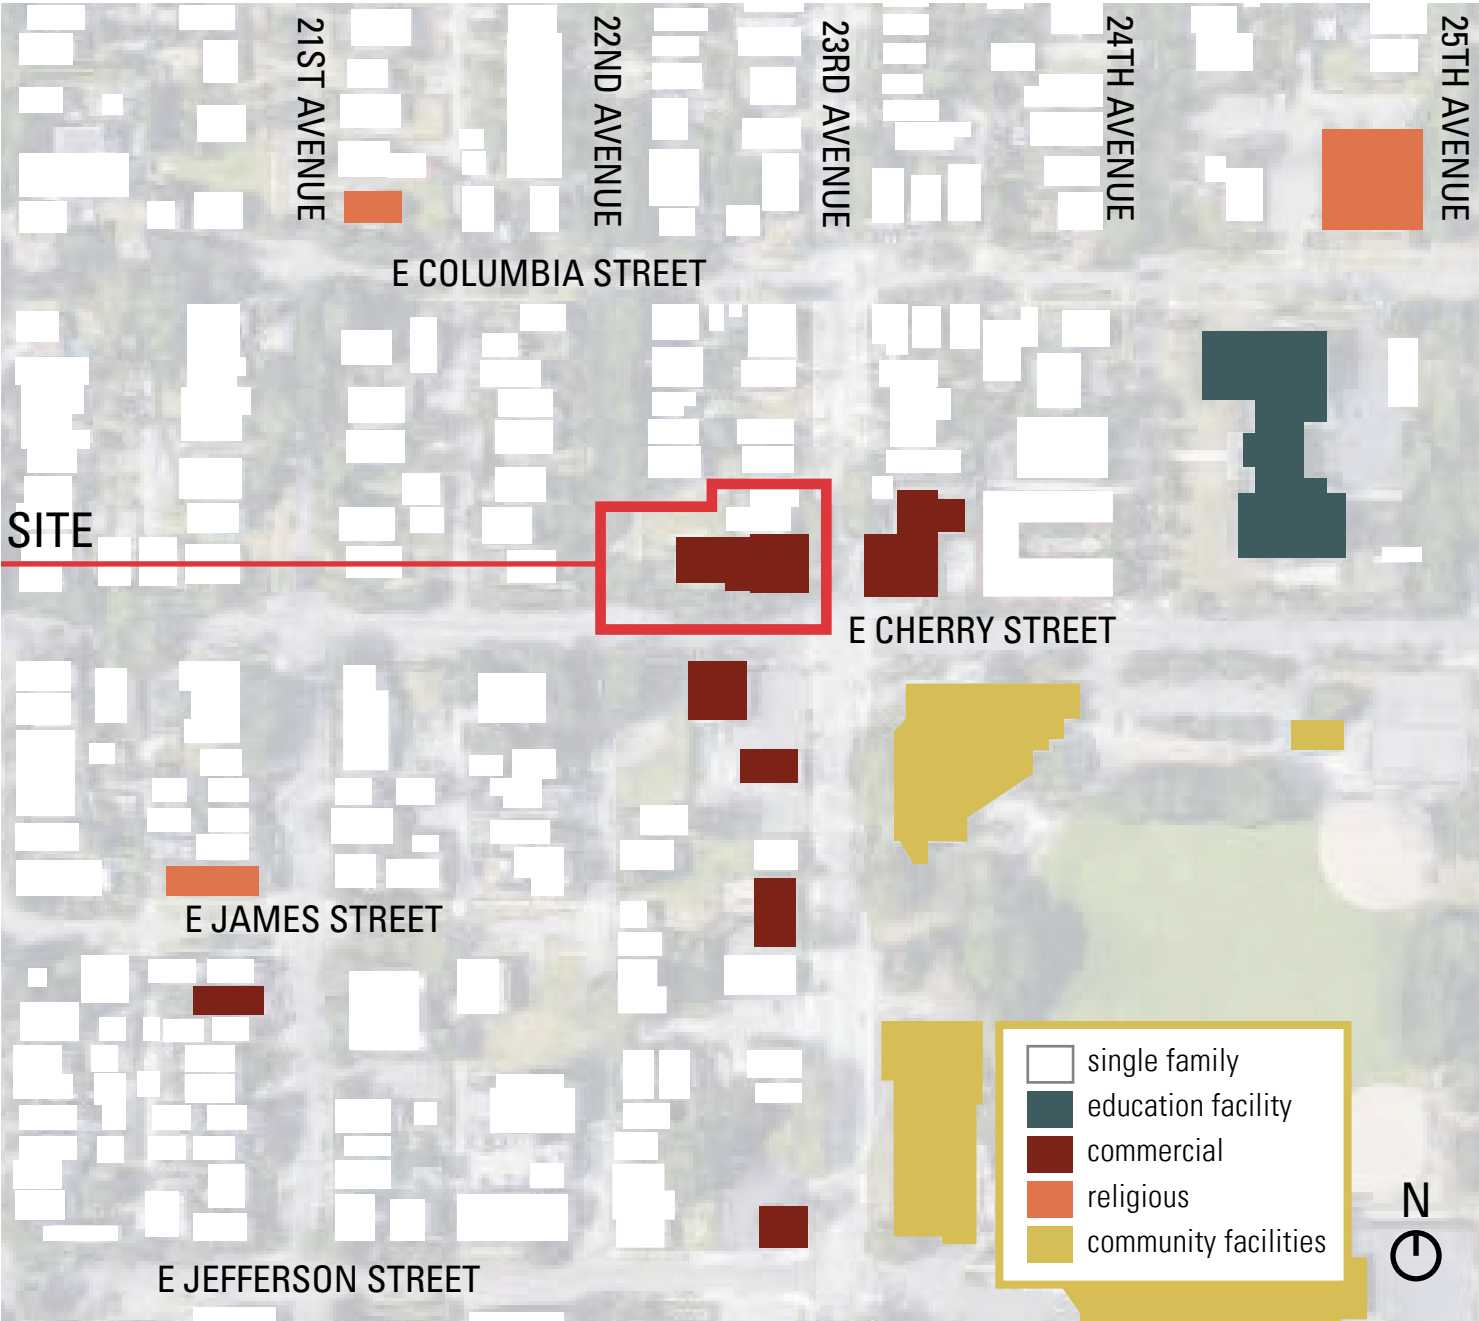 21ST AVENUE
22ND AVENUE
23RD AVENUE
24TH AVENUE
25TH AVENUE
E COLUMBIA STREET
SITE
E CHERRY STREET
E JAMES STREET
single family
education facility
commercial
religious
community facilities
N
E JEFFERSON STREET